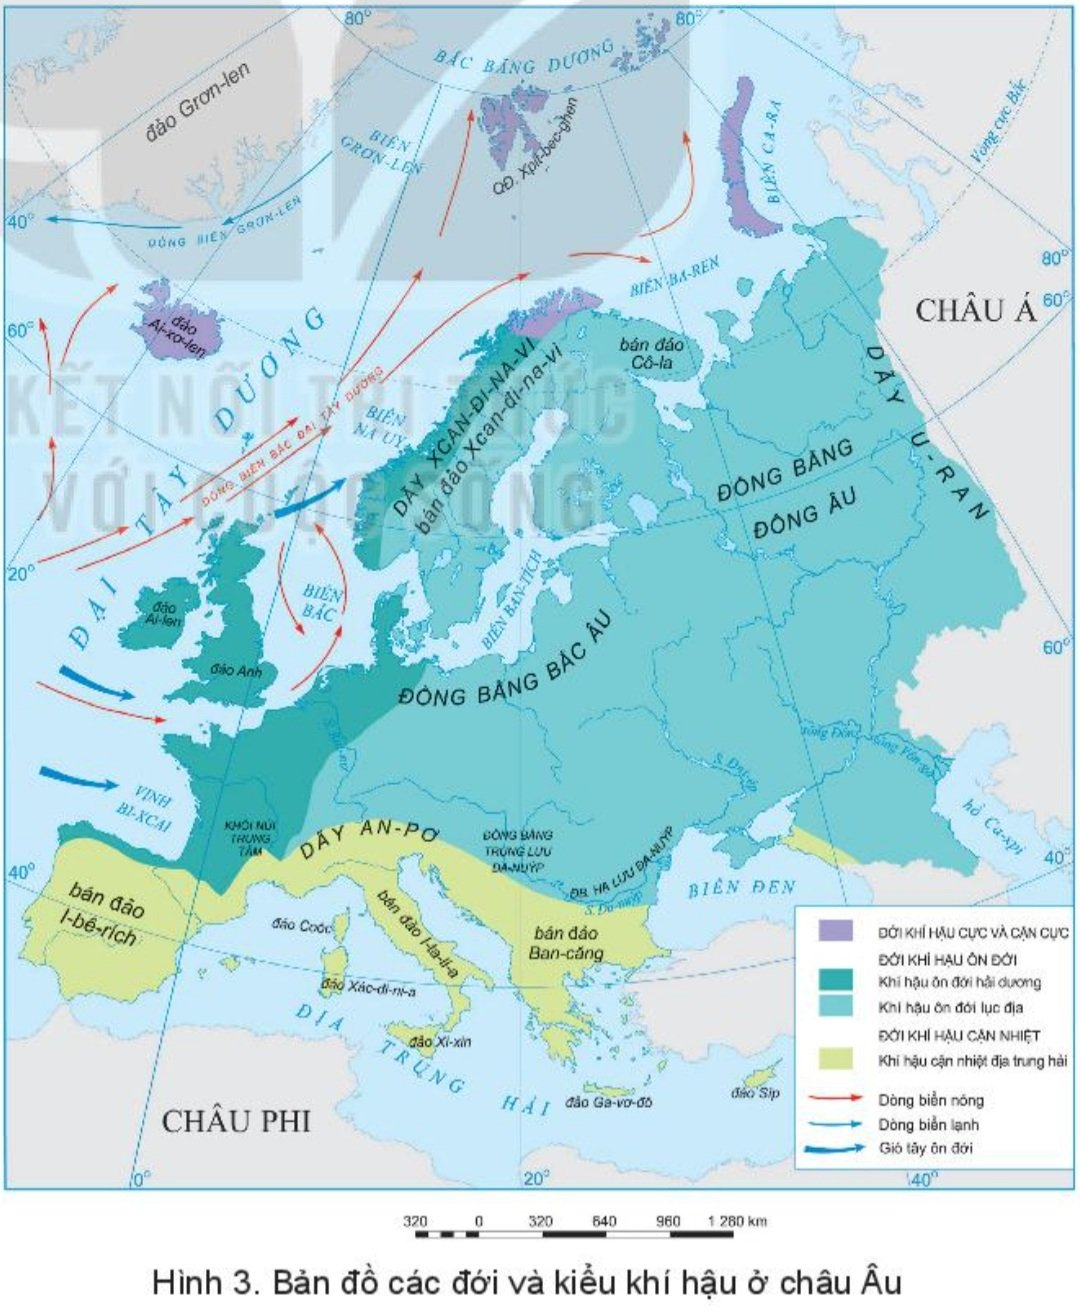 80°
80°
BẮC BĂNG DƯƠNG
đảo Grơn-len
BIỂN
GRƠN-LEN
QĐ. Xpit-bec-ghen
BIỂN CA-RA
Vòng cực Bắc
40°
DÒNG BIỂN GRƠN-LEN
80°
BIỂN BA-REN
60°
CHÂU Á
đảo
Ai-xơ-len
60°
bán đảo
Cô-la
KẾT NỐI TRI THỨC
VỚI CUỘC SỐNG
DÃY XCAN-ĐI-NA-VI
bán đảo Xcan-đi-na-vi
DÃY U-RAN
ĐẠI TÂY DƯƠNG
DÒNG BIỂN BẮC ĐẠI TÂY DƯƠNG
BIỂN
NA UY
ĐỒNG BẰNG
ĐÔNG ÂU
20°
BIỂN
BẮC
BIỂN BAN-TÍCH
đảo
Ai-len
đảo Anh
60°
ĐỒNG BẰNG BẮC ÂU
VỊNH
BI-XCAI
KHỐI NÚI
TRUNG
TÂM
DÃY AN-PƠ
ĐỒNG BẰNG
TRUNG LƯU
ĐA-NUÝP
ĐB. HẠ LƯU ĐA-NUÝP
S. Đa-nuýp
hồ Ca-xpi
40°
40°
BIỂN ĐEN
bán đảo
I-bê-rích
đảo Coóc
bán đảo I-ta-li-a
bán đảo
Ban-căng
đảo Xác-đi-ni-a
đảo Xi-xin
ĐỊA TRUNG HẢI
đảo Síp
CHÂU PHI
0°
20°
40°
ĐỚI KHÍ HẬU CỰC VÀ CẬN CỰC
ĐỚI KHÍ HẬU ÔN ĐỚI
Khí hậu ôn đới hải dương
Khí hậu ôn đới lục địa
ĐỚI KHÍ HẬU CẬN NHIỆT
Khí hậu cận nhiệt địa trung hải
Dòng biển nóng
Dòng biển lạnh
Gió tây ôn đới
320 0 320 640 960 1 280 km
Hình 3. Bản đồ các đới và kiểu khí hậu ở châu Âu